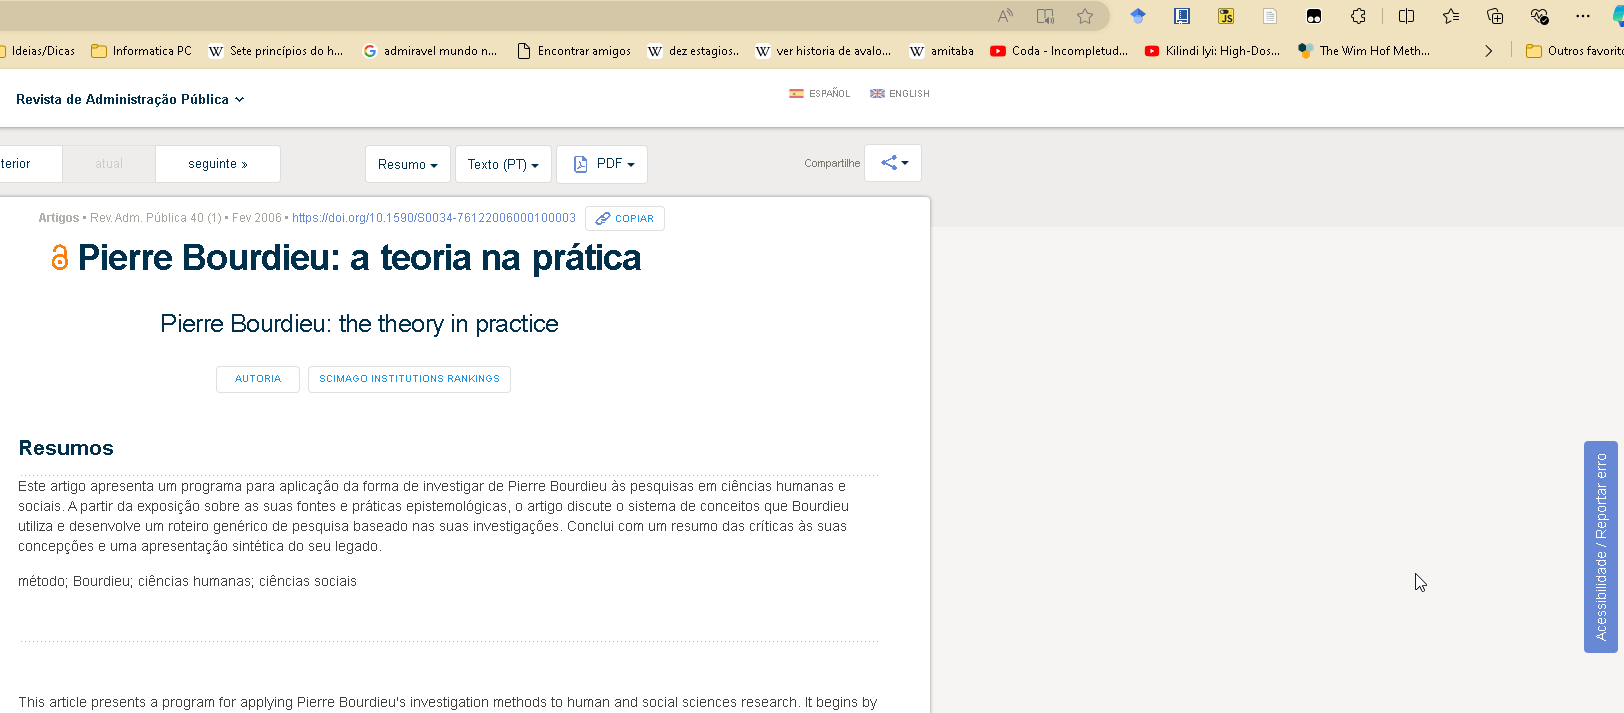 Ideias/Dicas Informatica PC Sete princípios do h... admiravel mundo n... Encontrar amigos dez estagios.. ver historia de avalo... amitaba Coda - Incompletud... Kilindi Iyi: High-Dos... The Wim Hof Meth... Outros favorito
Revista de Administração Pública
ESPAÑOL ENGLISH
terior atual seguinte » Resumo Texto (PT) PDF Compartilhe
Artigos • Rev. Adm. Pública 40 (1) • Fev 2006 • https://doi.org/10.1590/S0034-76122006000100003 COPIAR
Pierre Bourdieu: a teoria na prática
Pierre Bourdieu: the theory in practice
AUTORIA SCIMAGO INSTITUTIONS RANKINGS
Resumos
Este artigo apresenta um programa para aplicação da forma de investigar de Pierre Bourdieu às pesquisas em ciências humanas e
sociais. A partir da exposição sobre as suas fontes e práticas epistemológicas, o artigo discute o sistema de conceitos que Bourdieu
utiliza e desenvolve um roteiro genérico de pesquisa baseado nas suas investigações. Conclui com um resumo das críticas às suas
concepções e uma apresentação sintética do seu legado.
método; Bourdieu; ciências humanas; ciências sociais
This article presents a program for applying Pierre Bourdieu's investigation methods to human and social sciences research. It begins by
Acessibilidade / Reportar erro